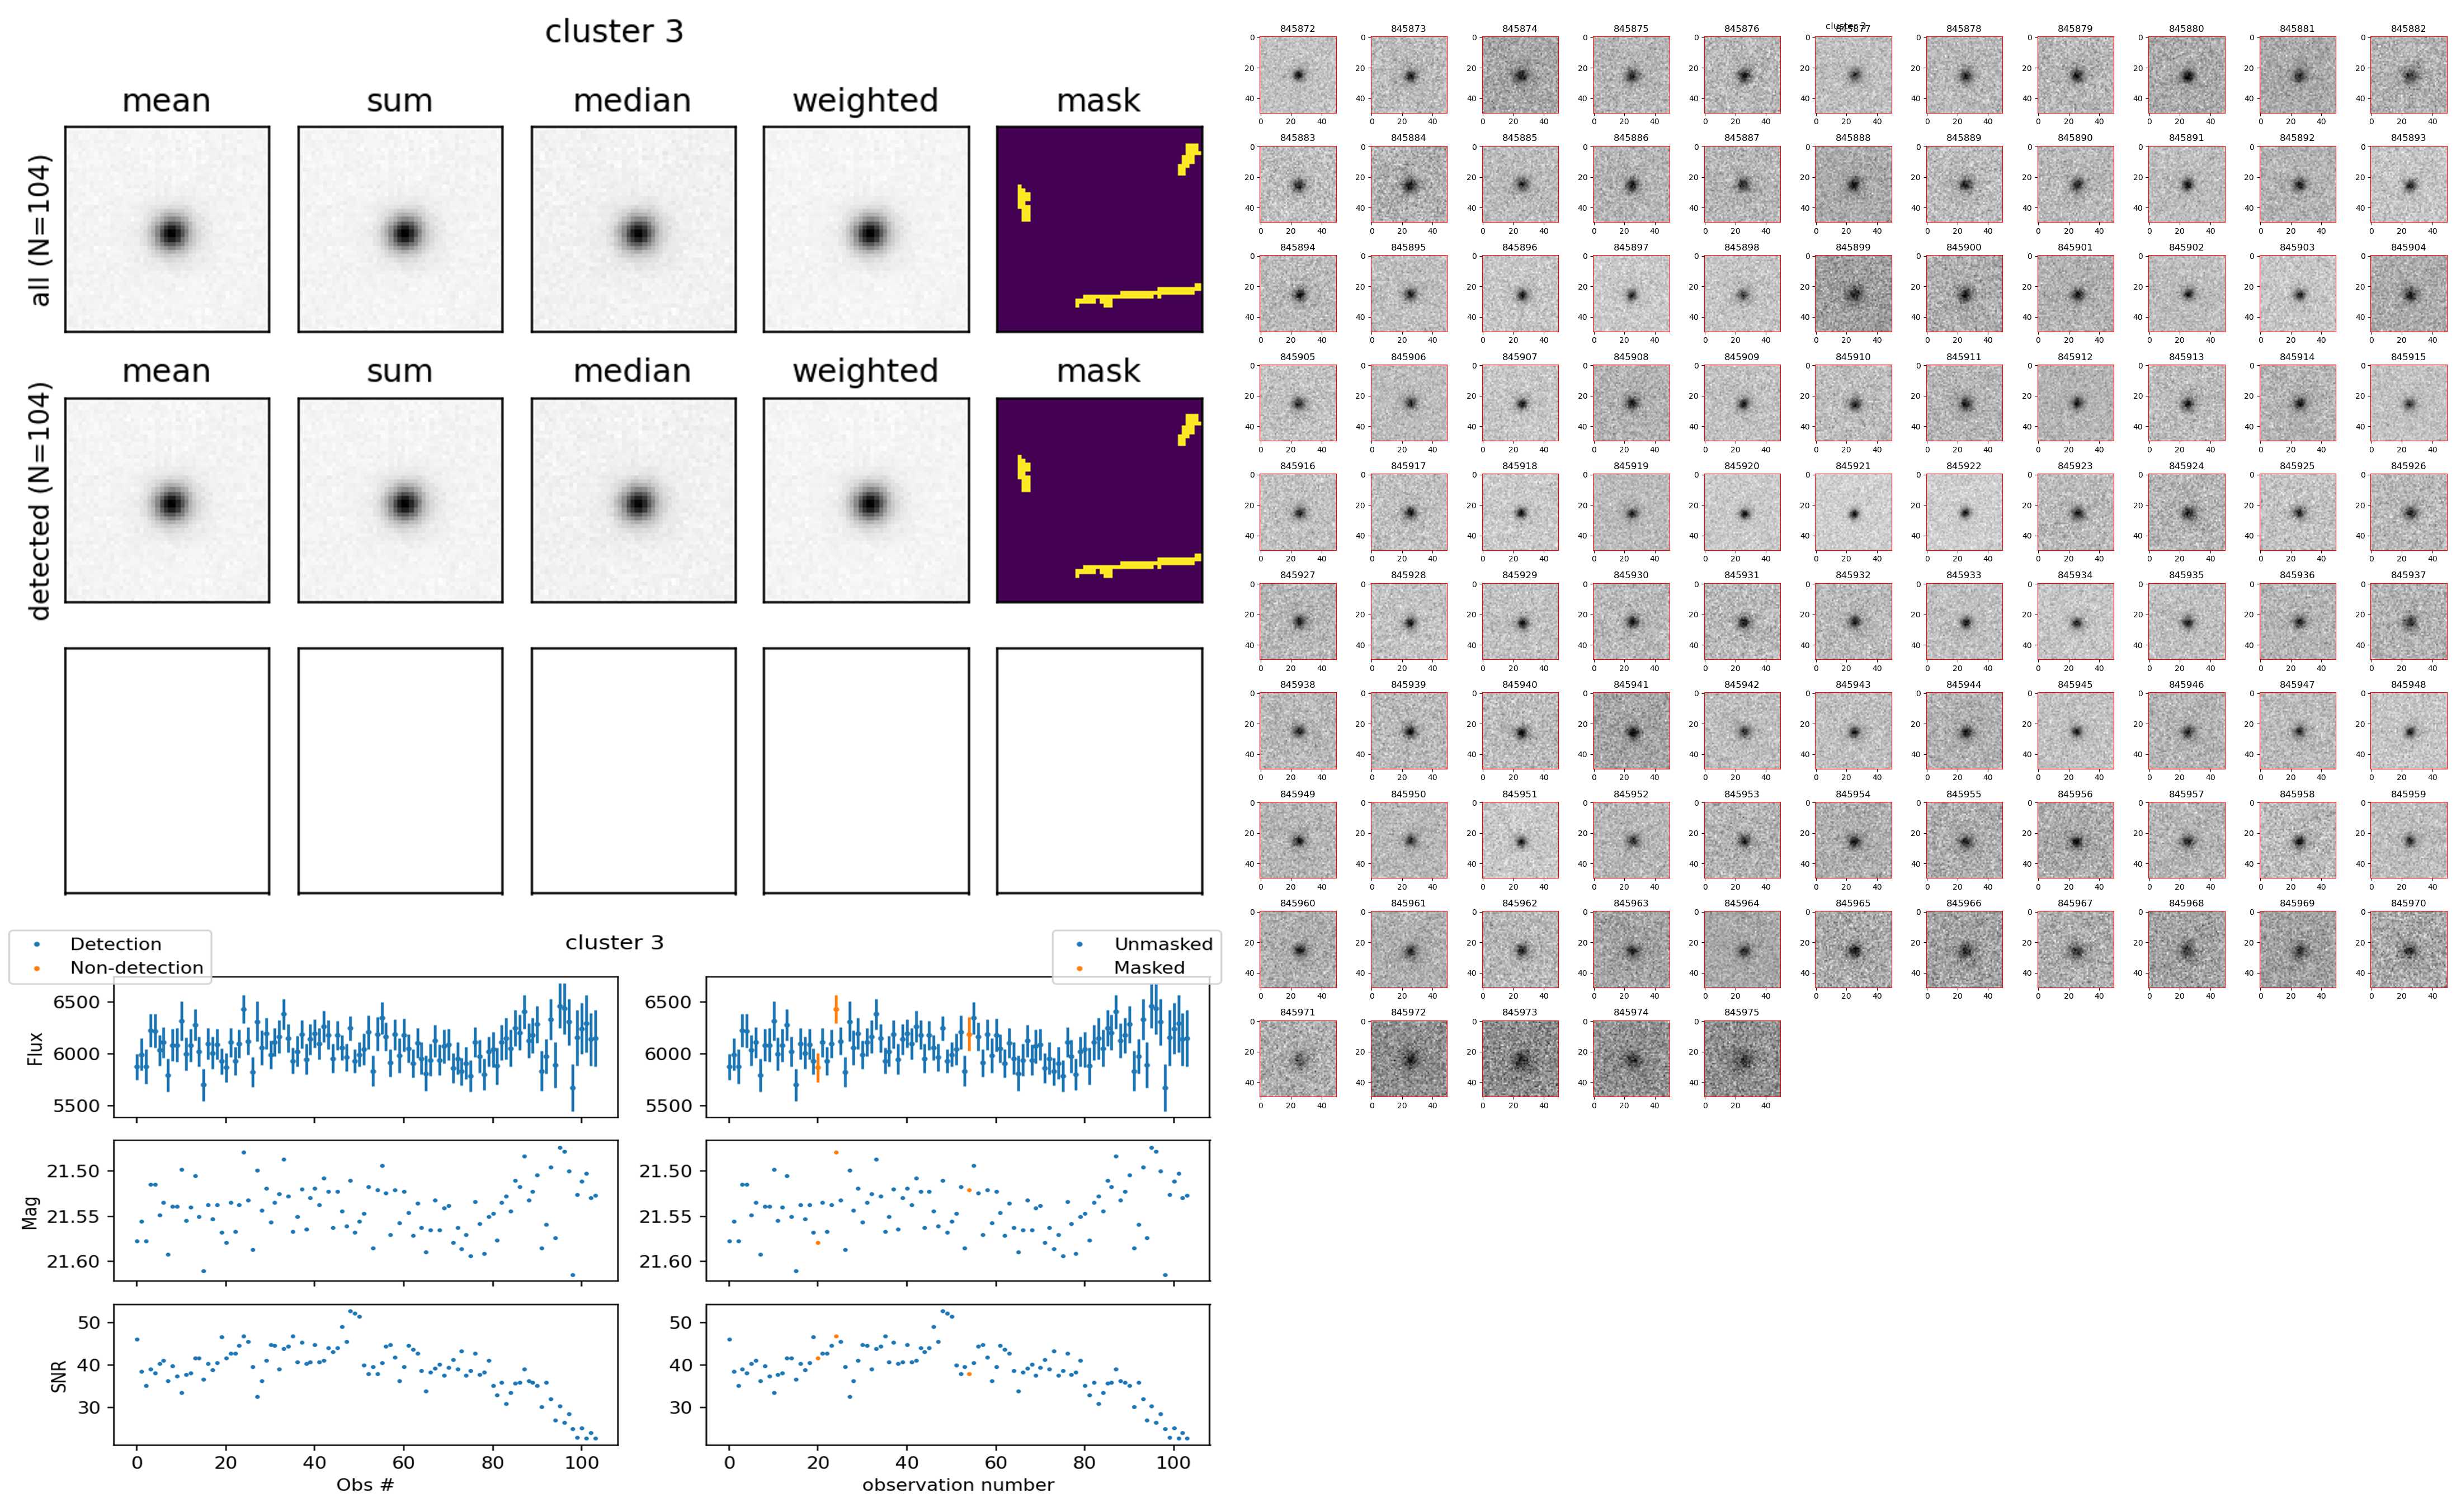 cluster 3
mean sum median weighted mask
all (N=104)
mean sum median weighted mask
detected (N=104)
cluster 3
Detection
Non-detection
Unmasked
Masked
Flux
6500
6000
5500
6500
6000
5500
Mag
21.50
21.55
21.60
21.50
21.55
21.60
SNR
50
40
30
50
40
30
0 20 40 60 80 100
Obs #
0 20 40 60 80 100
observation number
cluster 3
845872 845873 845874 845875 845876 845877 845878 845879 845880 845881 845882
845883 845884 845885 845886 845887 845888 845889 845890 845891 845892 845893
845894 845895 845896 845897 845898 845899 845900 845901 845902 845903 845904
845905 845906 845907 845908 845909 845910 845911 845912 845913 845914 845915
845916 845917 845918 845919 845920 845921 845922 845923 845924 845925 845926
845927 845928 845929 845930 845931 845932 845933 845934 845935 845936 845937
845938 845939 845940 845941 845942 845943 845944 845945 845946 845947 845948
845949 845950 845951 845952 845953 845954 845955 845956 845957 845958 845959
845960 845961 845962 845963 845964 845965 845966 845967 845968 845969 845970
845971 845972 845973 845974 845975